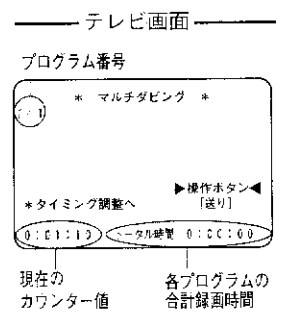 テレビ画面
プログラム番号
* マルチダビング *
▶操作ボタン◀
*タイミング調整へ [送り]
0:01:10 トータル時間 0:00:00
現在の
カウンター値
各プログラムの
合計録画時間